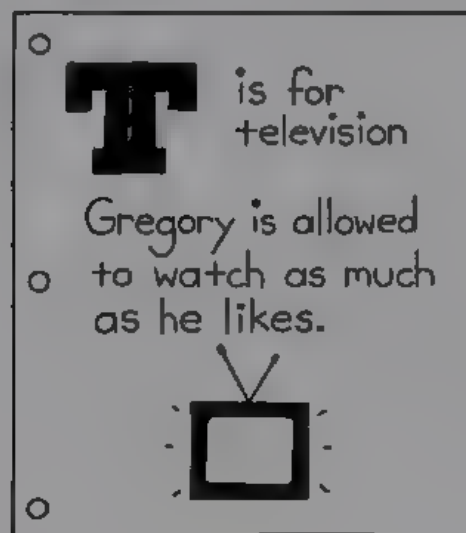 T is for
television
Gregory is allowed
to watch as much
as he likes.